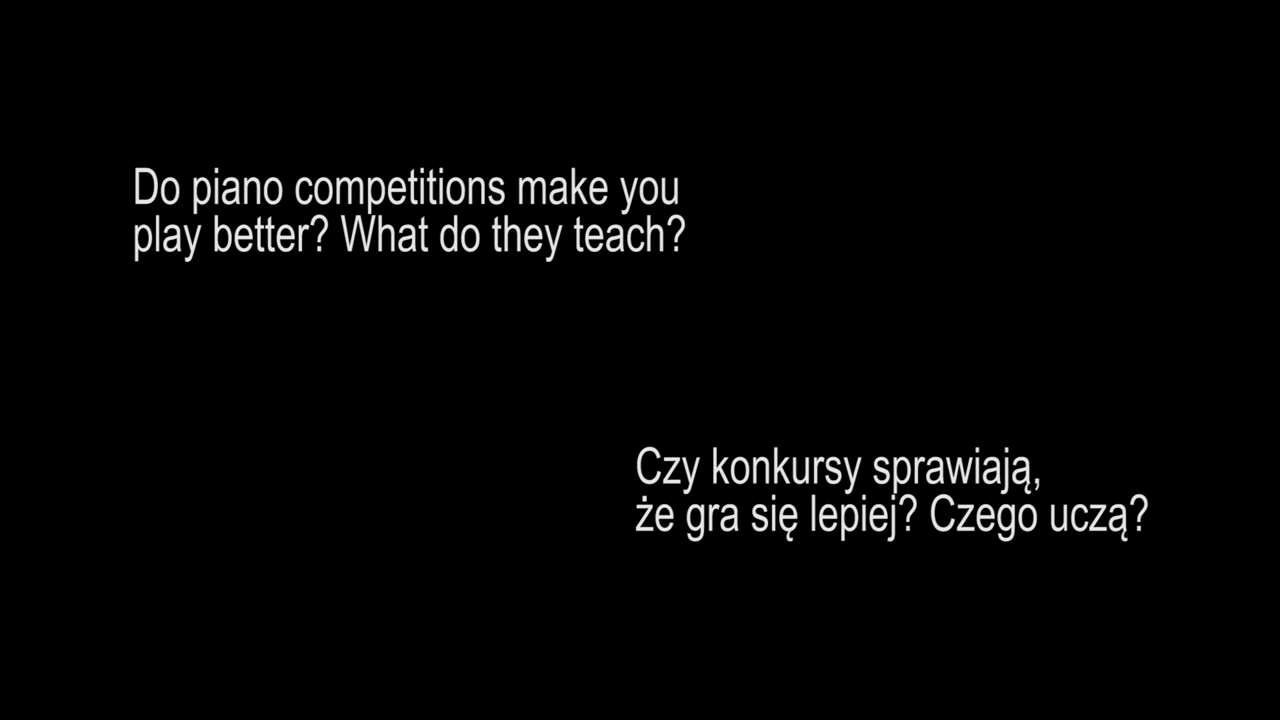 Do piano competitions make you
play better? What do they teach?
Czy konkursy sprawiają,
że gra się lepiej? Czego uczą?